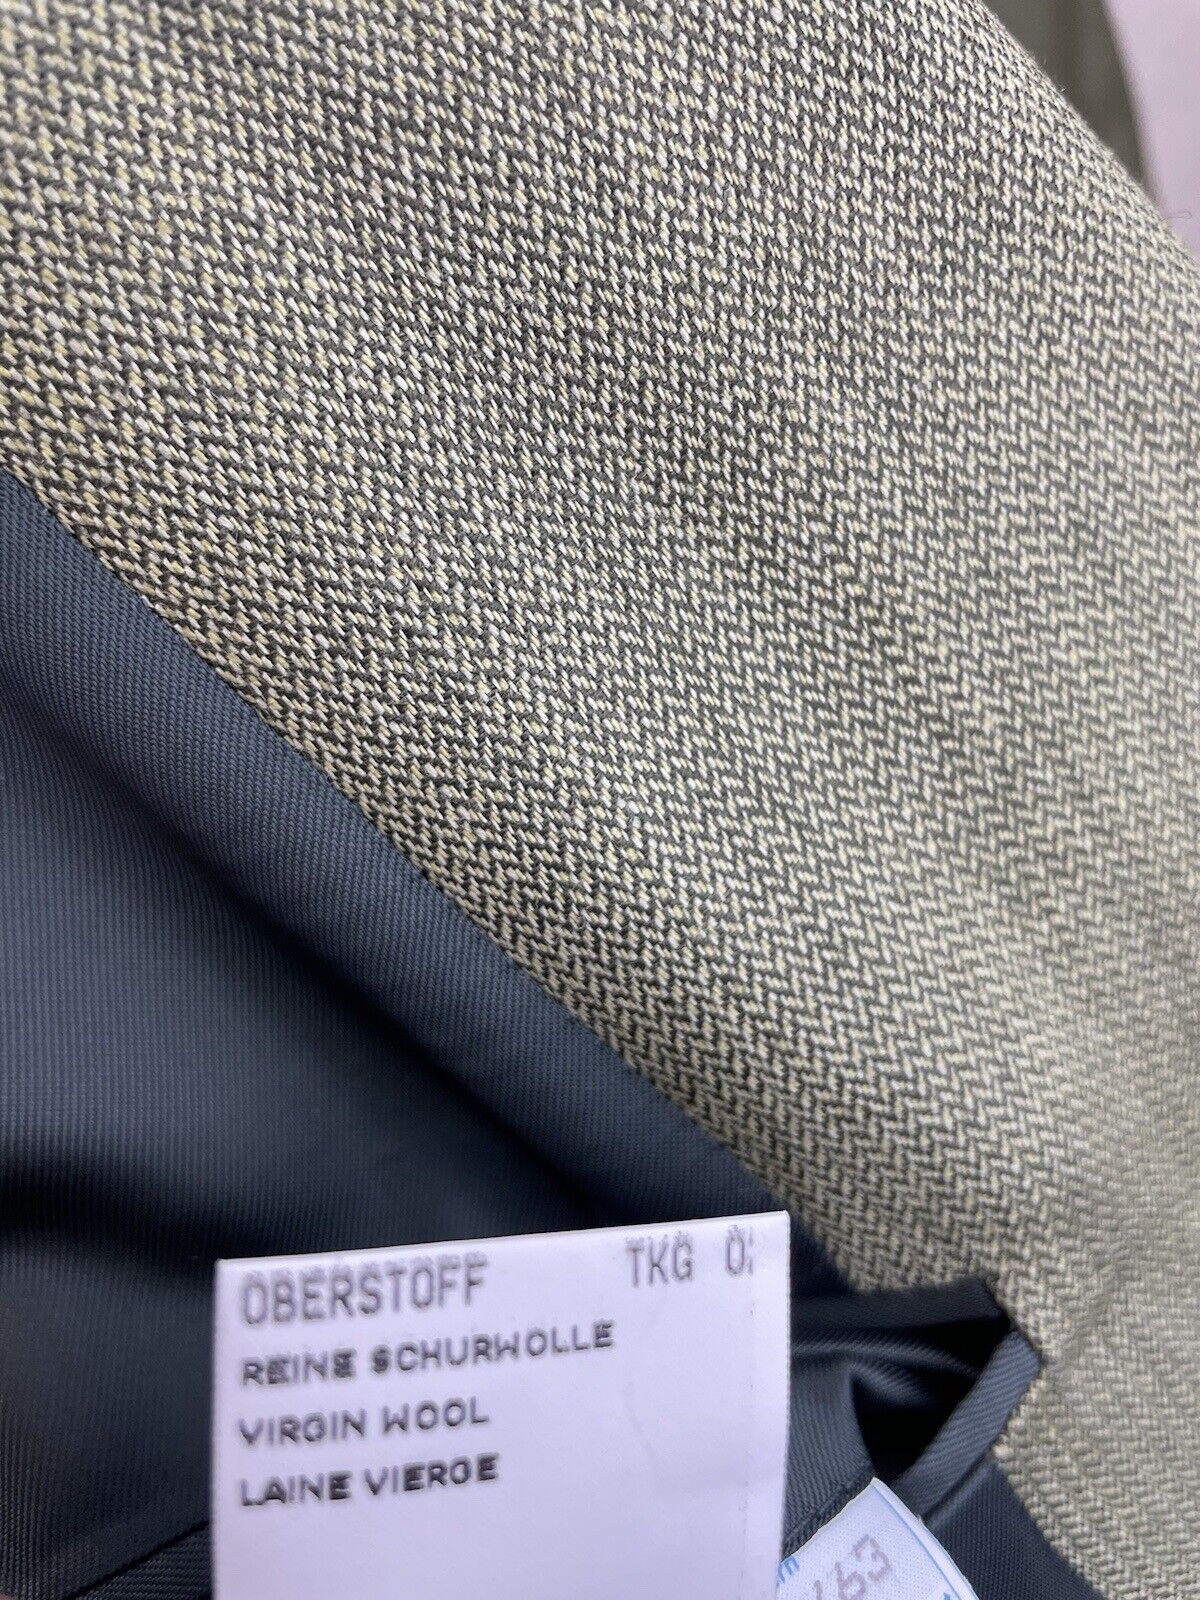 OBERSTOFF TKG
REINE SCHURWOLLE
VIRGIN WOOL
LAINE VIERGE